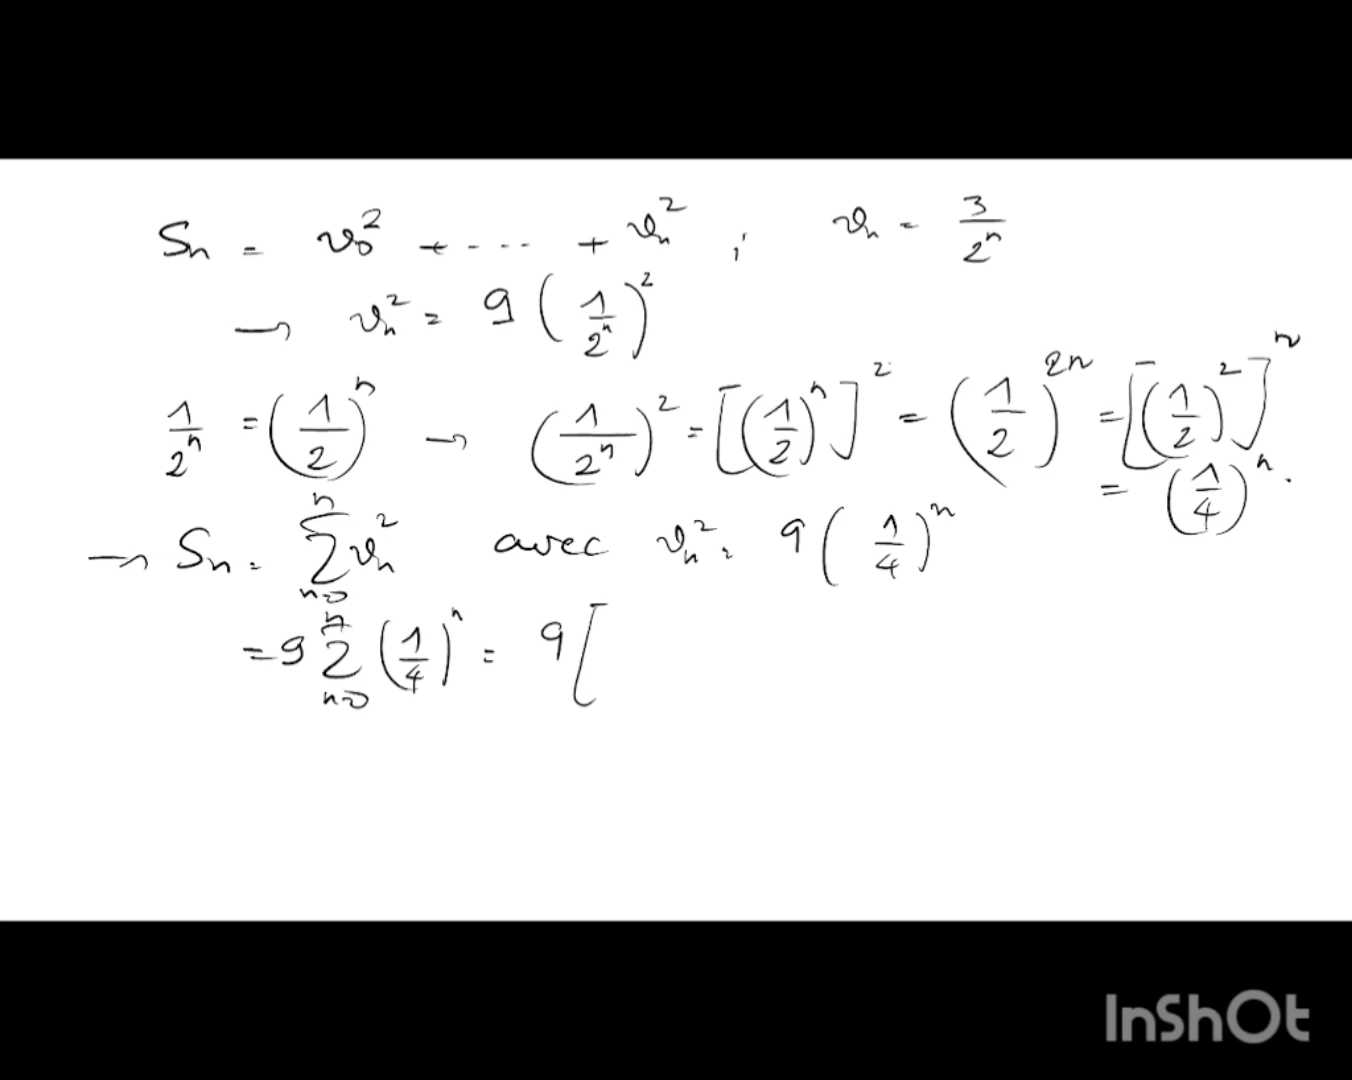 Sn = v₀² + .... + vₙ² ; vₙ = 3/2ⁿ
→ vₙ² = 9 (1/2ⁿ)²
1/2ⁿ = (1/2)ⁿ → (1/2ⁿ)² = [(1/2)ⁿ]² = (1/2)²ⁿ = [(1/2)²]ⁿ
= (1/4)ⁿ .
→ Sn = ∑ₙ₌₀ⁿ vₙ² avec vₙ² = 9 (1/4)ⁿ
= 9 ∑ₙ₌₀ⁿ (1/4)ⁿ = 9 [
InShOt